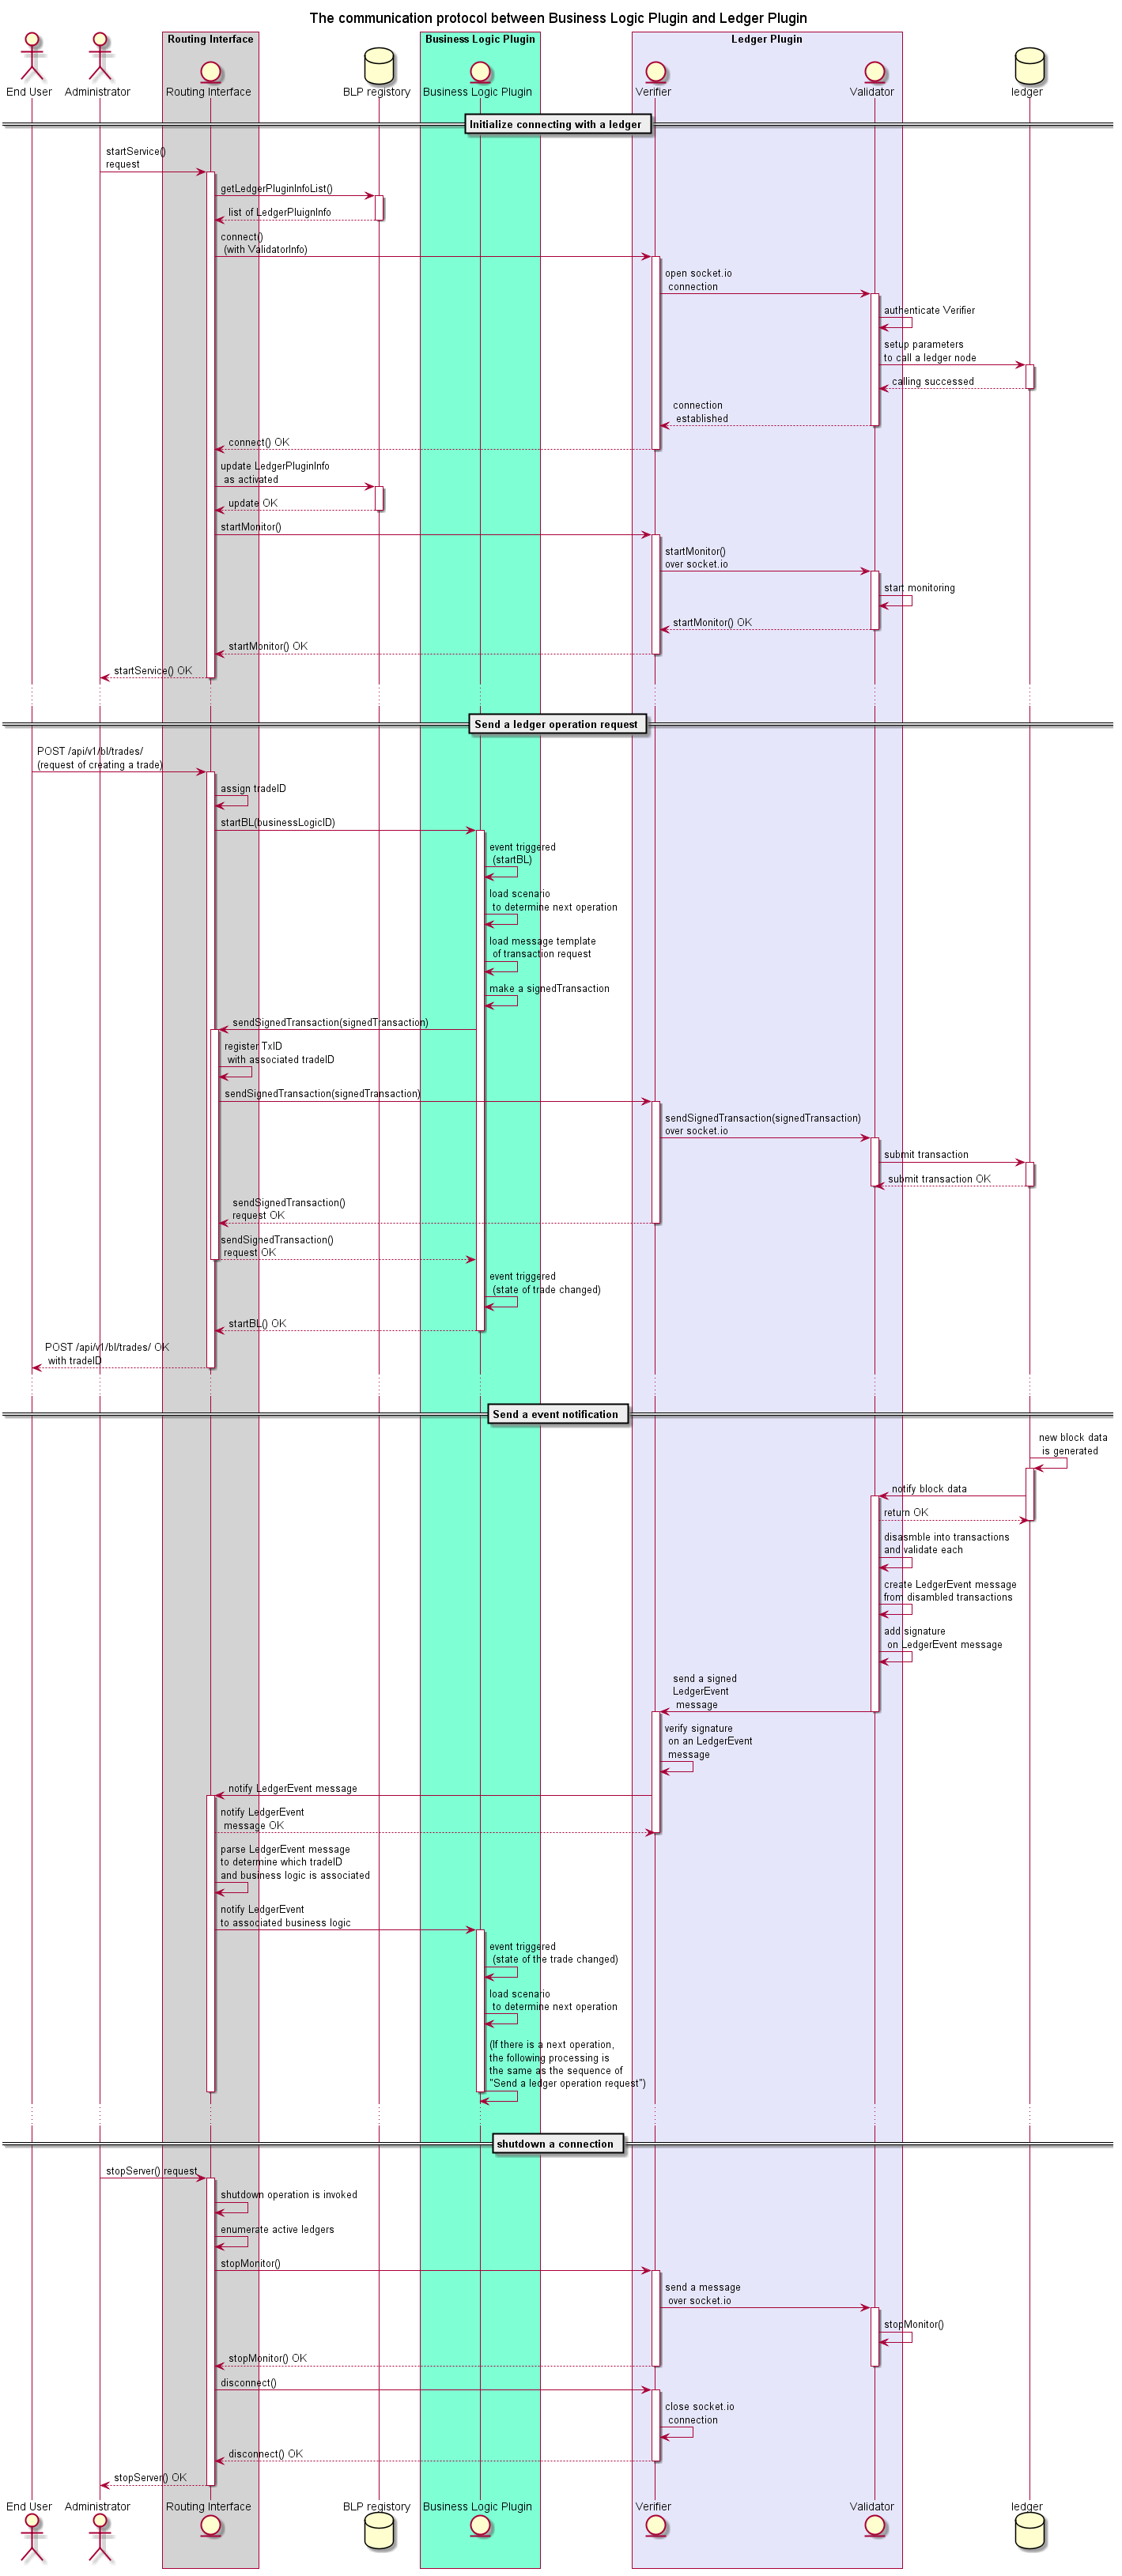 The communication protocol between Business Logic Plugin and Ledger Plugin
Routing Interface
Business Logic Plugin
Ledger Plugin
End User
Administrator
Routing Interface
BLP registory
Business Logic Plugin
Verifier
Validator
ledger
Initialize connecting with a ledger
startService()
request
getLedgerPluginInfoList()
list of LedgerPluignInfo
connect()
(with ValidatorInfo)
open socket.io
connection
authenticate Verifier
setup parameters
to call a ledger node
calling successed
connection
established
connect() OK
update LedgerPluginInfo
as activated
update OK
startMonitor()
startMonitor()
over socket.io
start monitoring
startMonitor() OK
startMonitor() OK
startService() OK
Send a ledger operation request
POST /api/v1/bl/trades/
(request of creating a trade)
assign tradeID
startBL(businessLogicID)
event triggered
(startBL)
load scenario
to determine next operation
load message template
of transaction request
make a signedTransaction
sendSignedTransaction(signedTransaction)
register TxID
with associated tradeID
sendSignedTransaction(signedTransaction)
sendSignedTransaction(signedTransaction)
over socket.io
submit transaction
submit transaction OK
sendSignedTransaction()
request OK
sendSignedTransaction()
request OK
event triggered
(state of trade changed)
startBL() OK
POST /api/v1/bl/trades/ OK
with tradeID
Send a event notification
new block data
is generated
notify block data
return OK
disasmble into transactions
and validate each
create LedgerEvent message
from disambled transactions
add signature
on LedgerEvent message
send a signed
LedgerEvent
message
verify signature
on an LedgerEvent
message
notify LedgerEvent message
notify LedgerEvent
message OK
parse LedgerEvent message
to determine which tradeID
and business logic is associated
notify LedgerEvent
to associated business logic
event triggered
(state of the trade changed)
load scenario
to determine next operation
(If there is a next operation,
the following processing is
the same as the sequence of
"Send a ledger operation request")
shutdown a connection
stopServer() request
shutdown operation is invoked
enumerate active ledgers
stopMonitor()
send a message
over socket.io
stopMonitor()
stopMonitor() OK
disconnect()
close socket.io
connection
disconnect() OK
stopServer() OK
End User
Administrator
Routing Interface
BLP registory
Business Logic Plugin
Verifier
Validator
ledger